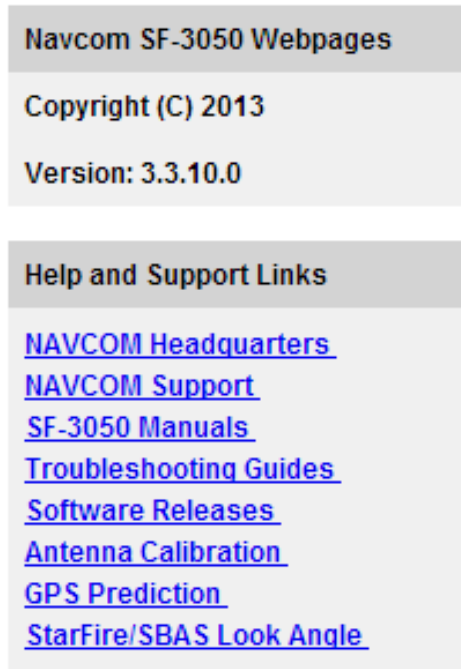 Navcom SF-3050 Webpages
Copyright (C) 2013
Version: 3.3.10.0
Help and Support Links
NAVCOM Headquarters
NAVCOM Support
SF-3050 Manuals
Troubleshooting Guides
Software Releases
Antenna Calibration
GPS Prediction
StarFire/SBAS Look Angle